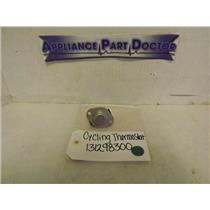 APPLIANCE PART DOCTOR
Cycling Thermostat
131298300